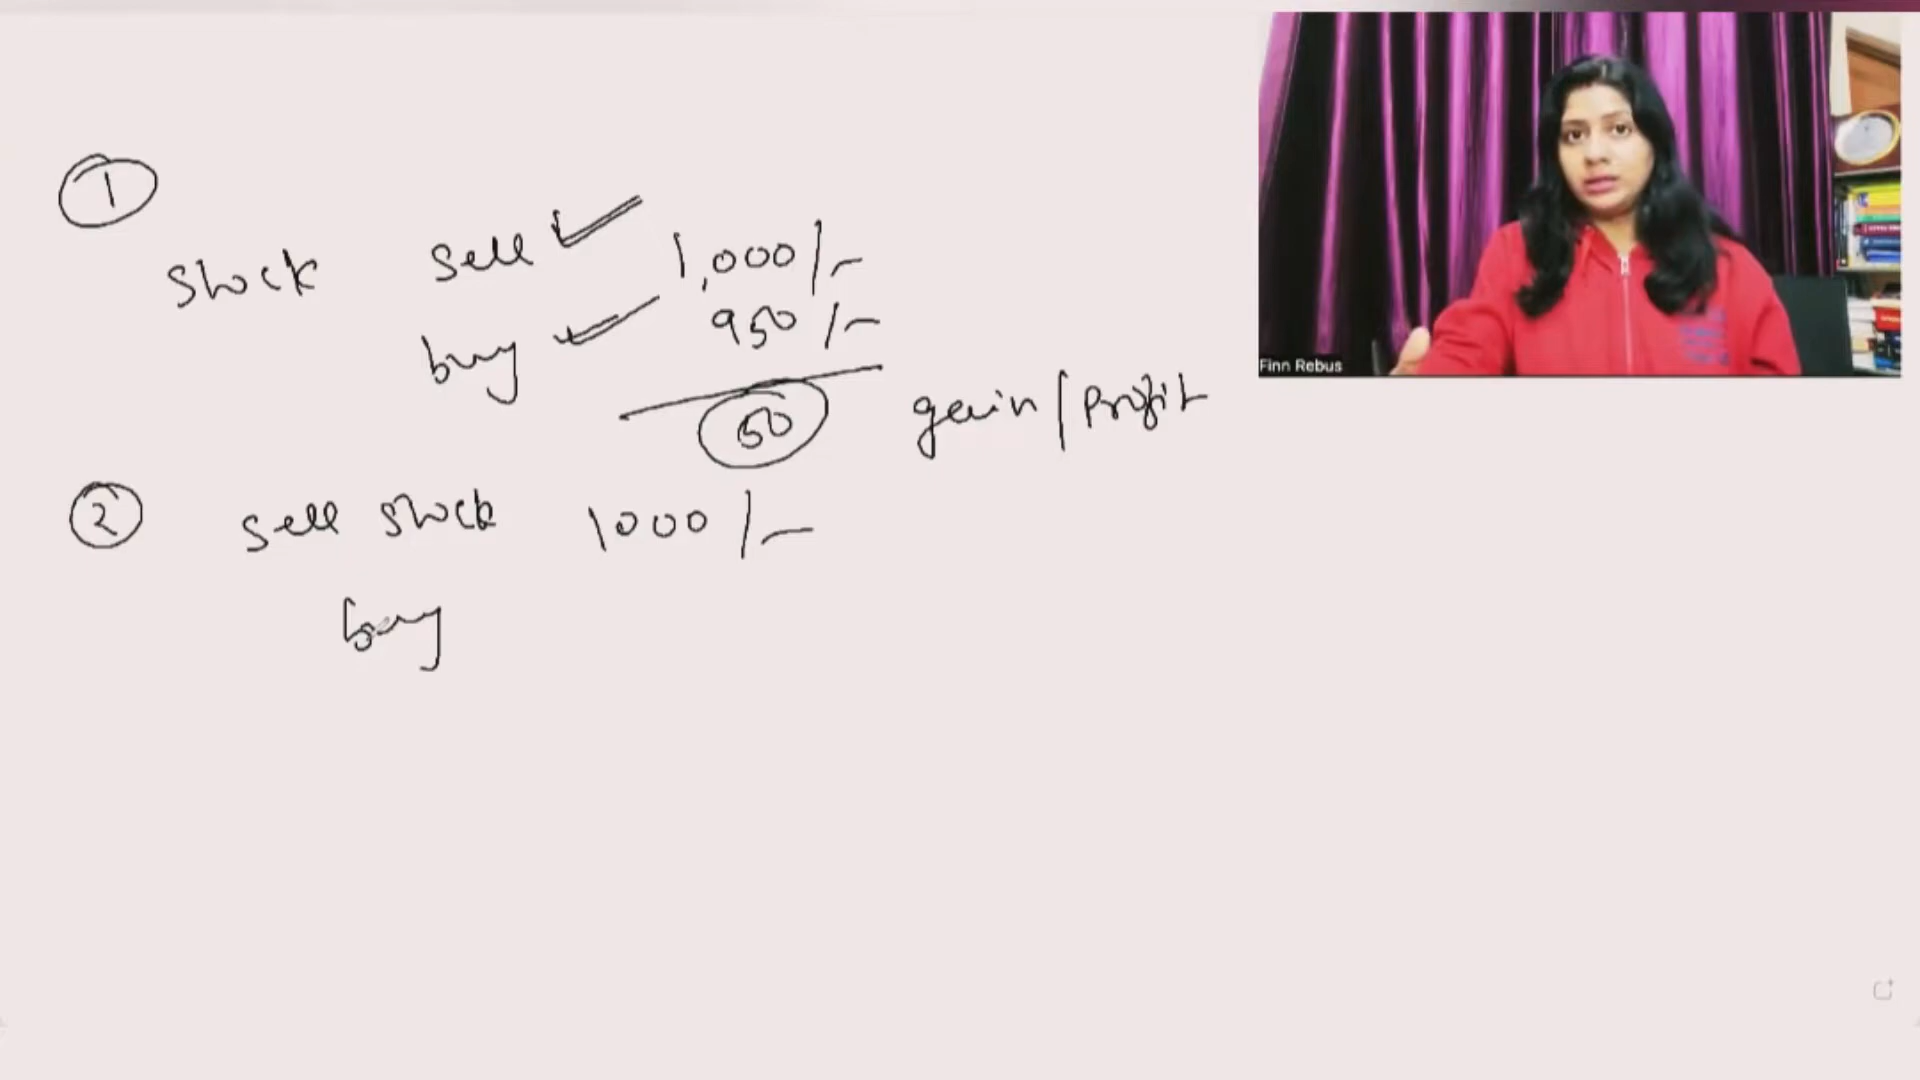 1
Stock sell 1,000/-
buy 950/-
50 gain/Profit
2 sell stock 1000/-
buy
Finn Rebus